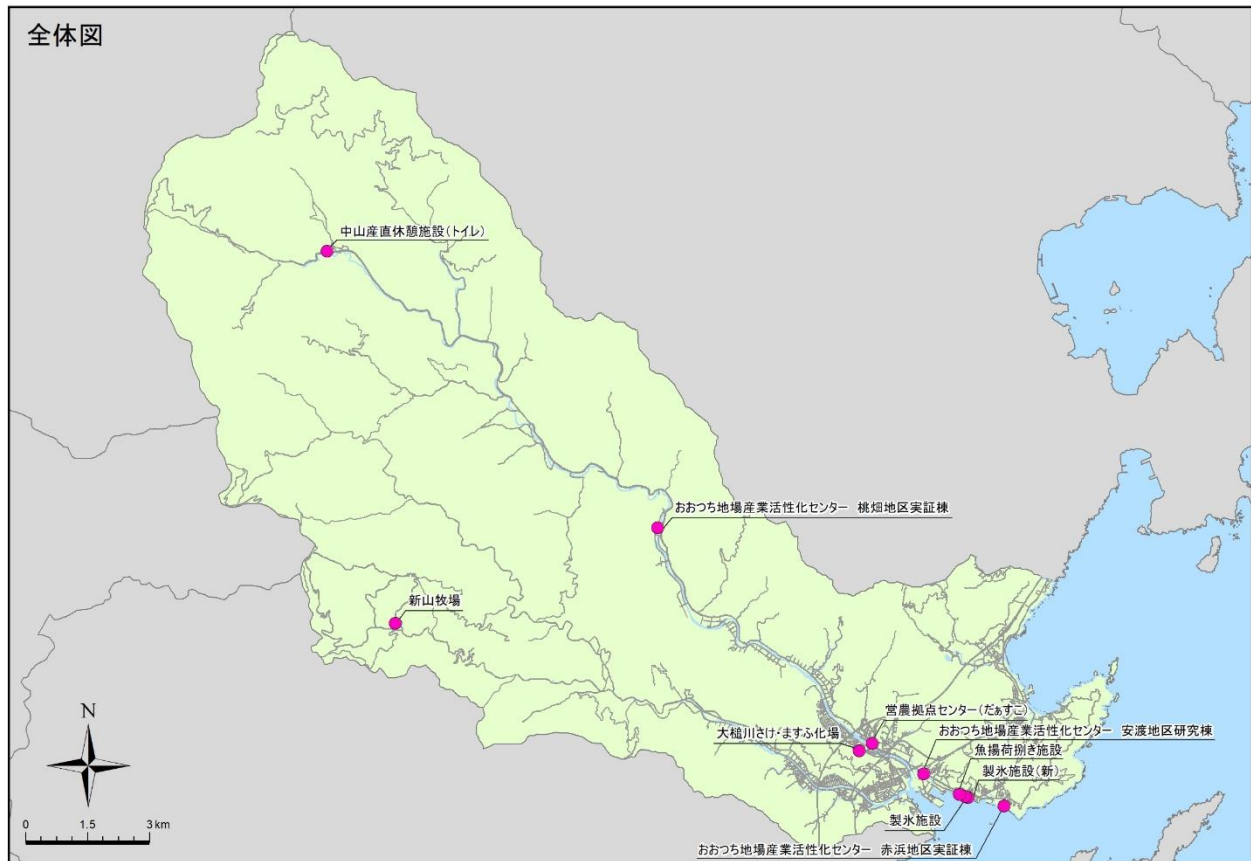 全体図
中山産直休憩施設(トイレ)
おおつち地場産業活性化センター 桃畑地区実証棟
新山牧場
営農拠点センター(だぁすこ)
大槌川さけ・ますふ化場
おおつち地場産業活性化センター 安渡地区研究棟
魚揚荷捌き施設
製氷施設(新)
製氷施設
おおつち地場産業活性化センター 赤浜地区実証棟
N
0 1.5 3 km